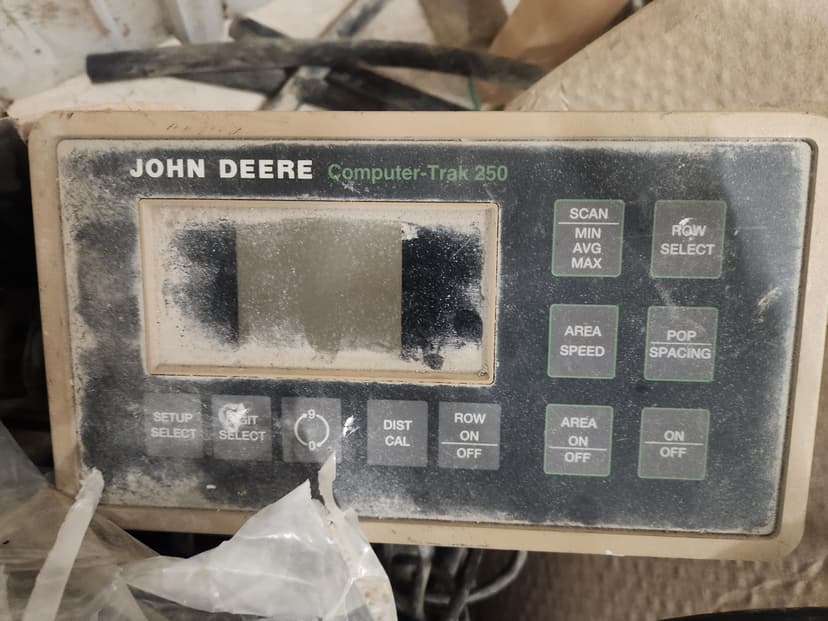 JOHN DEERE Computer-Trak 250
SCAN
MIN
AVG
MAX
ROW
SELECT
AREA
SPEED
POP
SPACING
SETUP
SELECT
DIGIT
SELECT
9
0
DIST
CAL
ROW
ON
OFF
AREA
ON
OFF
ON
OFF